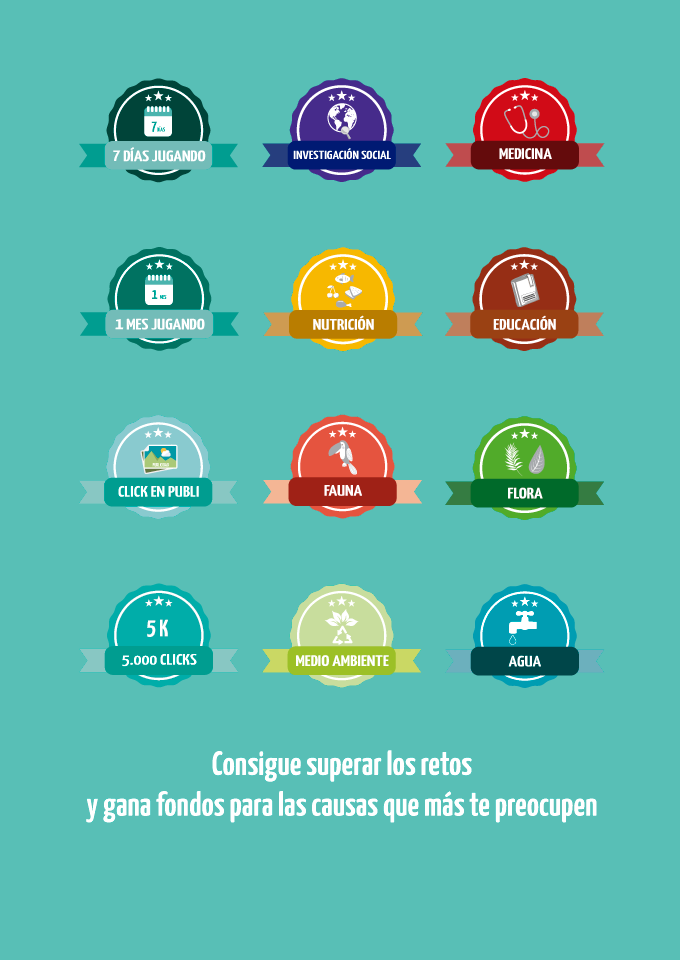 7 DÍAS
7 DÍAS JUGANDO
INVESTIGACIÓN SOCIAL
MEDICINA
1 MES
1 MES JUGANDO
NUTRICIÓN
EDUCACIÓN
CLICK EN PUBLI
FAUNA
FLORA
5 K
5.000 CLICKS
MEDIO AMBIENTE
AGUA
Consigue superar los retos
y gana fondos para las causas que más te preocupen